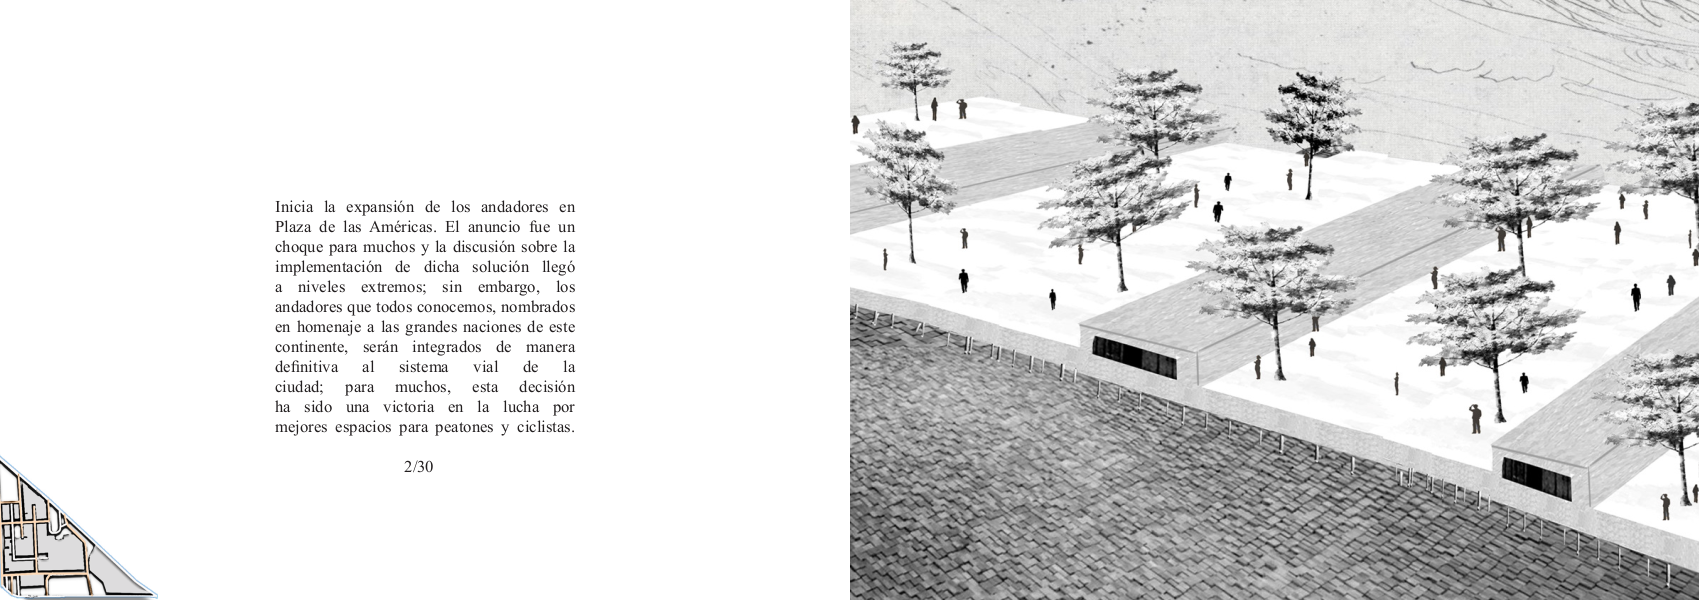 Inicia la expansión de los andadores en
Plaza de las Américas. El anuncio fue un
choque para muchos y la discusión sobre la
implementación de dicha solución llegó
a niveles extremos; sin embargo, los
andadores que todos conocemos, nombrados
en homenaje a las grandes naciones de este
continente, serán integrados de manera
definitiva al sistema vial de la
ciudad; para muchos, esta decisión
ha sido una victoria en la lucha por
mejores espacios para peatones y ciclistas.
2/30